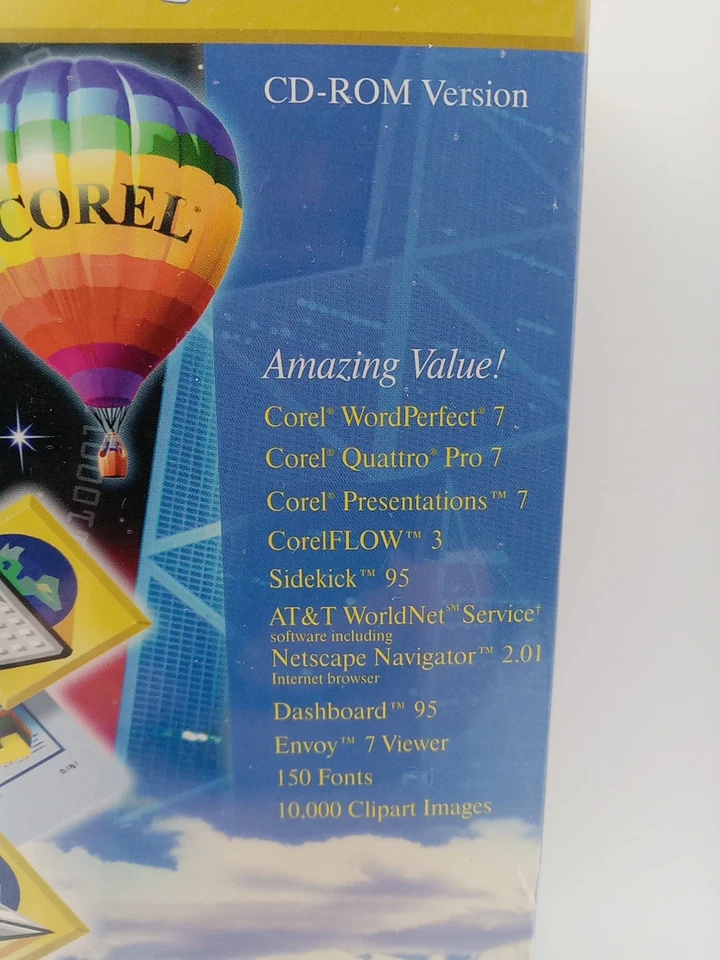 CD-ROM Version
COREL®
Amazing Value!
Corel® WordPerfect® 7
Corel® Quattro® Pro 7
Corel® Presentations™ 7
CorelFLOW™ 3
Sidekick™ 95
AT&T WorldNet℠ Service†
software including
Netscape Navigator™ 2.01
Internet browser
Dashboard™ 95
Envoy™ 7 Viewer
150 Fonts
10,000 Clipart Images